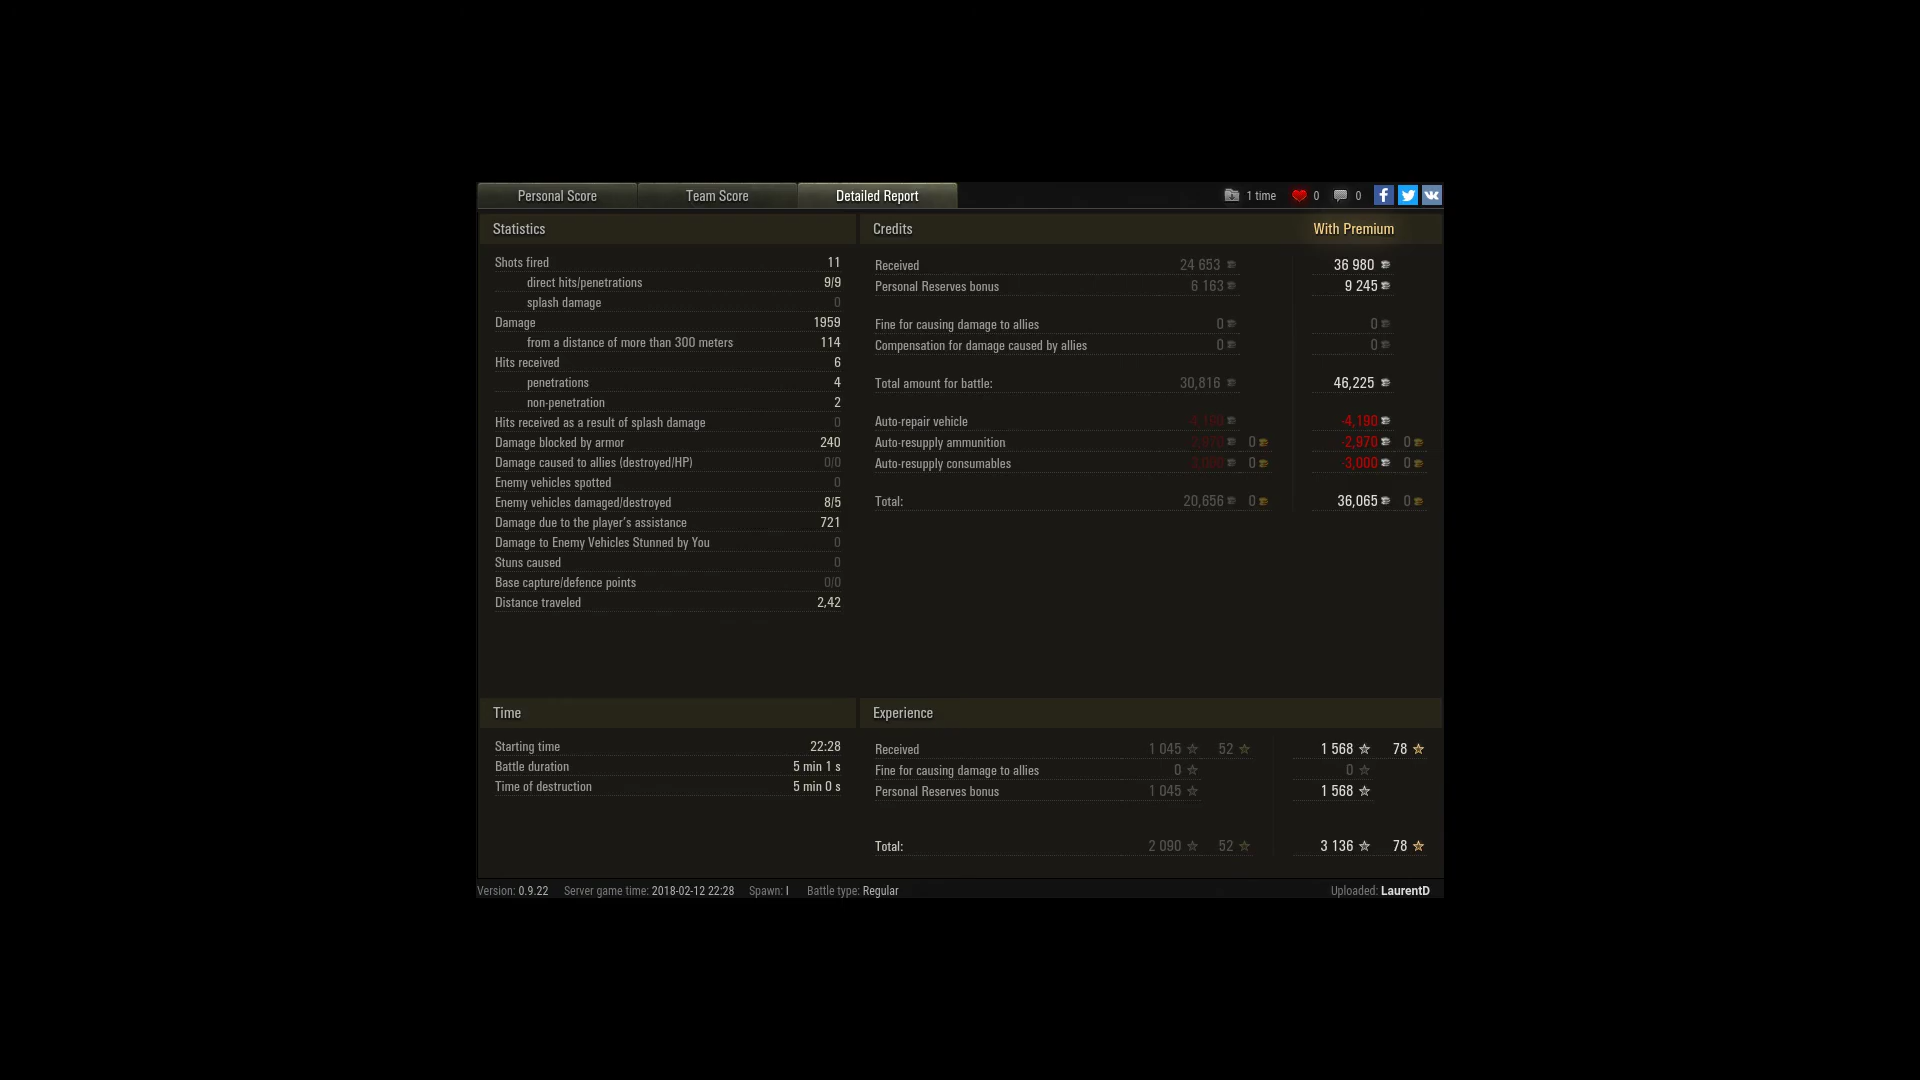 Personal Score Team Score Detailed Report 1 time 0 0
Statistics
Shots fired 11
direct hits/penetrations 9/9
splash damage 0
Damage 1959
from a distance of more than 300 meters 114
Hits received 6
penetrations 4
non-penetration 2
Hits received as a result of splash damage 0
Damage blocked by armor 240
Damage caused to allies (destroyed/HP) 0/0
Enemy vehicles spotted 0
Enemy vehicles damaged/destroyed 8/5
Damage due to the player's assistance 721
Damage to Enemy Vehicles Stunned by You 0
Stuns caused 0
Base capture/defence points 0/0
Distance traveled 2,42
Credits With Premium
Received 24 653 36 980
Personal Reserves bonus 6 163 9 245
Fine for causing damage to allies 0 0
Compensation for damage caused by allies 0 0
Total amount for battle: 30,816 46,225
Auto-repair vehicle -4,190 -4,190
Auto-resupply ammunition -2,970 0 -2,970 0
Auto-resupply consumables -3,000 0 -3,000 0
Total: 20,656 0 36,065 0
Time
Starting time 22:28
Battle duration 5 min 1 s
Time of destruction 5 min 0 s
Experience
Received 1 045 52 1 568 78
Fine for causing damage to allies 0 0
Personal Reserves bonus 1 045 1 568
Total: 2 090 52 3 136 78
Version: 0.9.22 Server game time: 2018-02-12 22:28 Spawn: I Battle type: Regular Uploaded: LaurentD